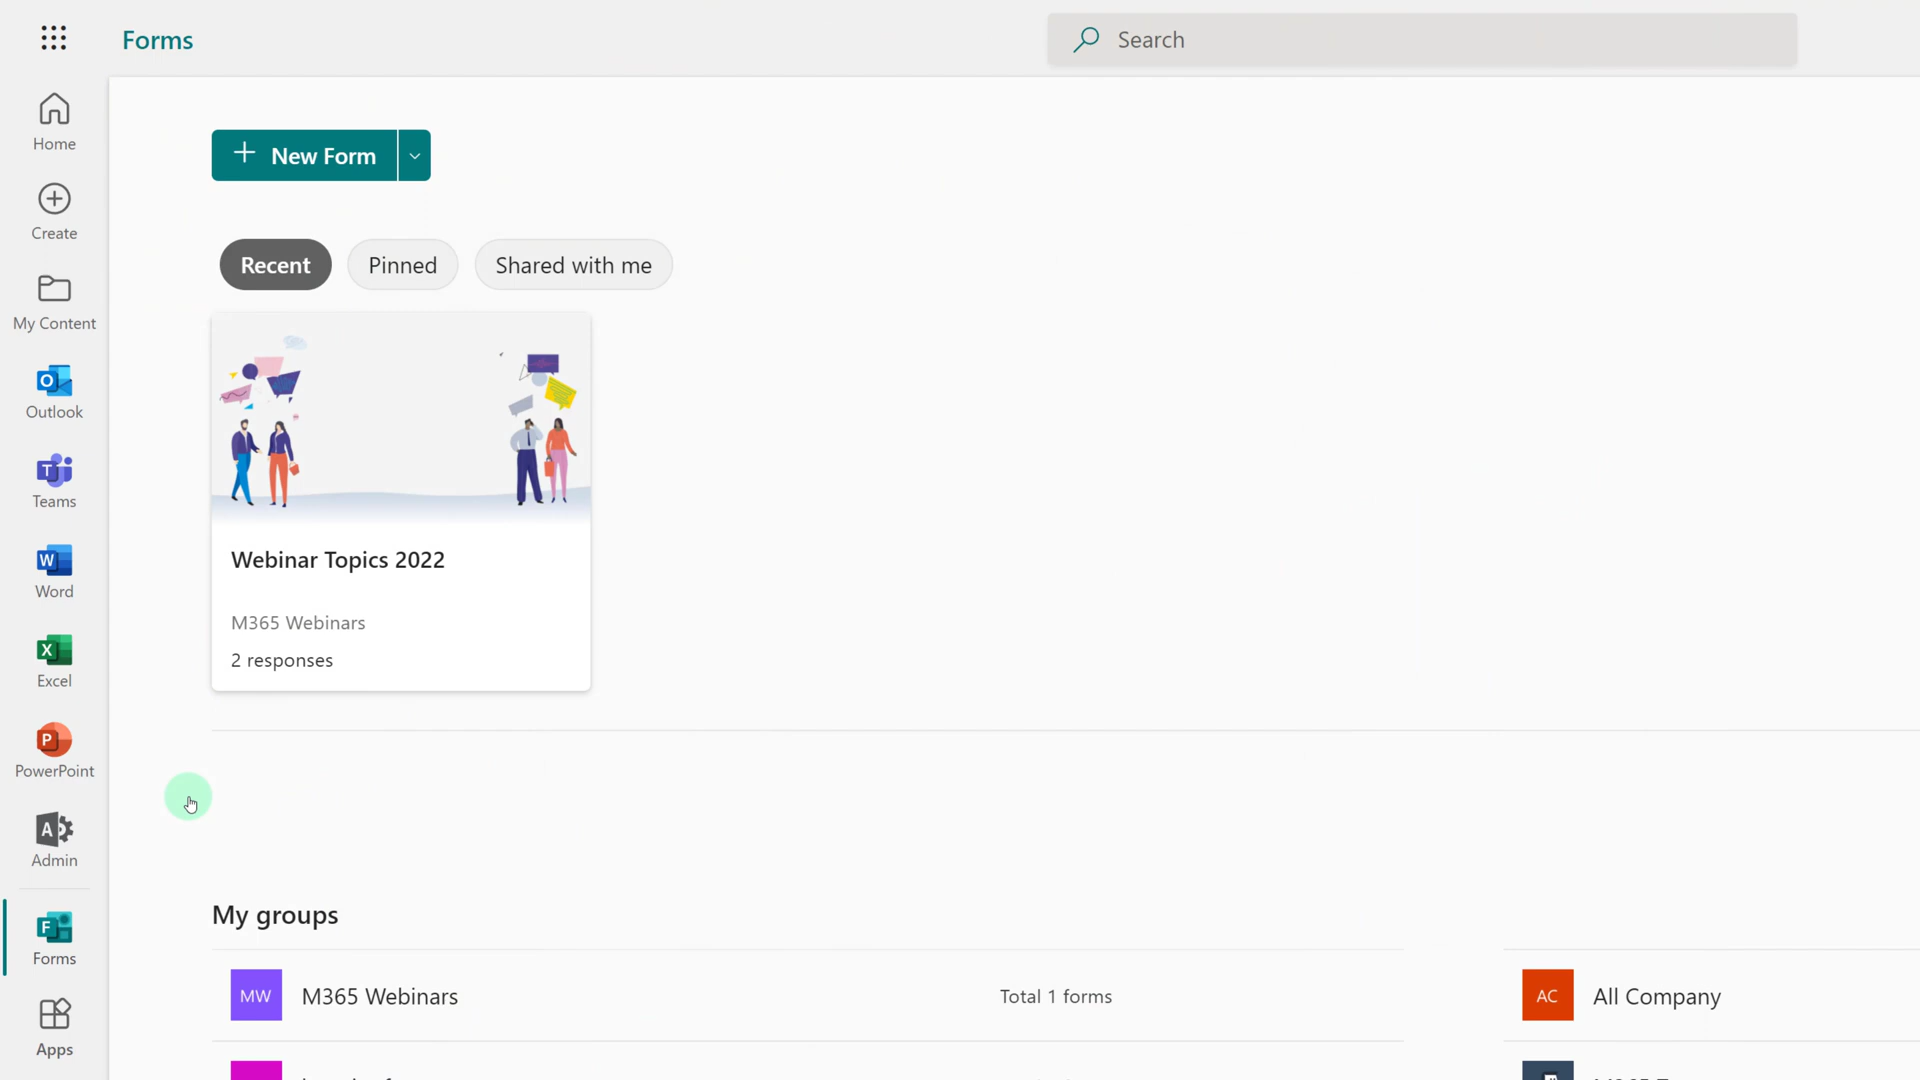 Forms
Search
Home
Create
My Content
Outlook
Teams
Word
Excel
PowerPoint
Admin
Forms
Apps
New Form
Recent
Pinned
Shared with me
Webinar Topics 2022
M365 Webinars
2 responses
My groups
MW
M365 Webinars
Total 1 forms
AC
All Company